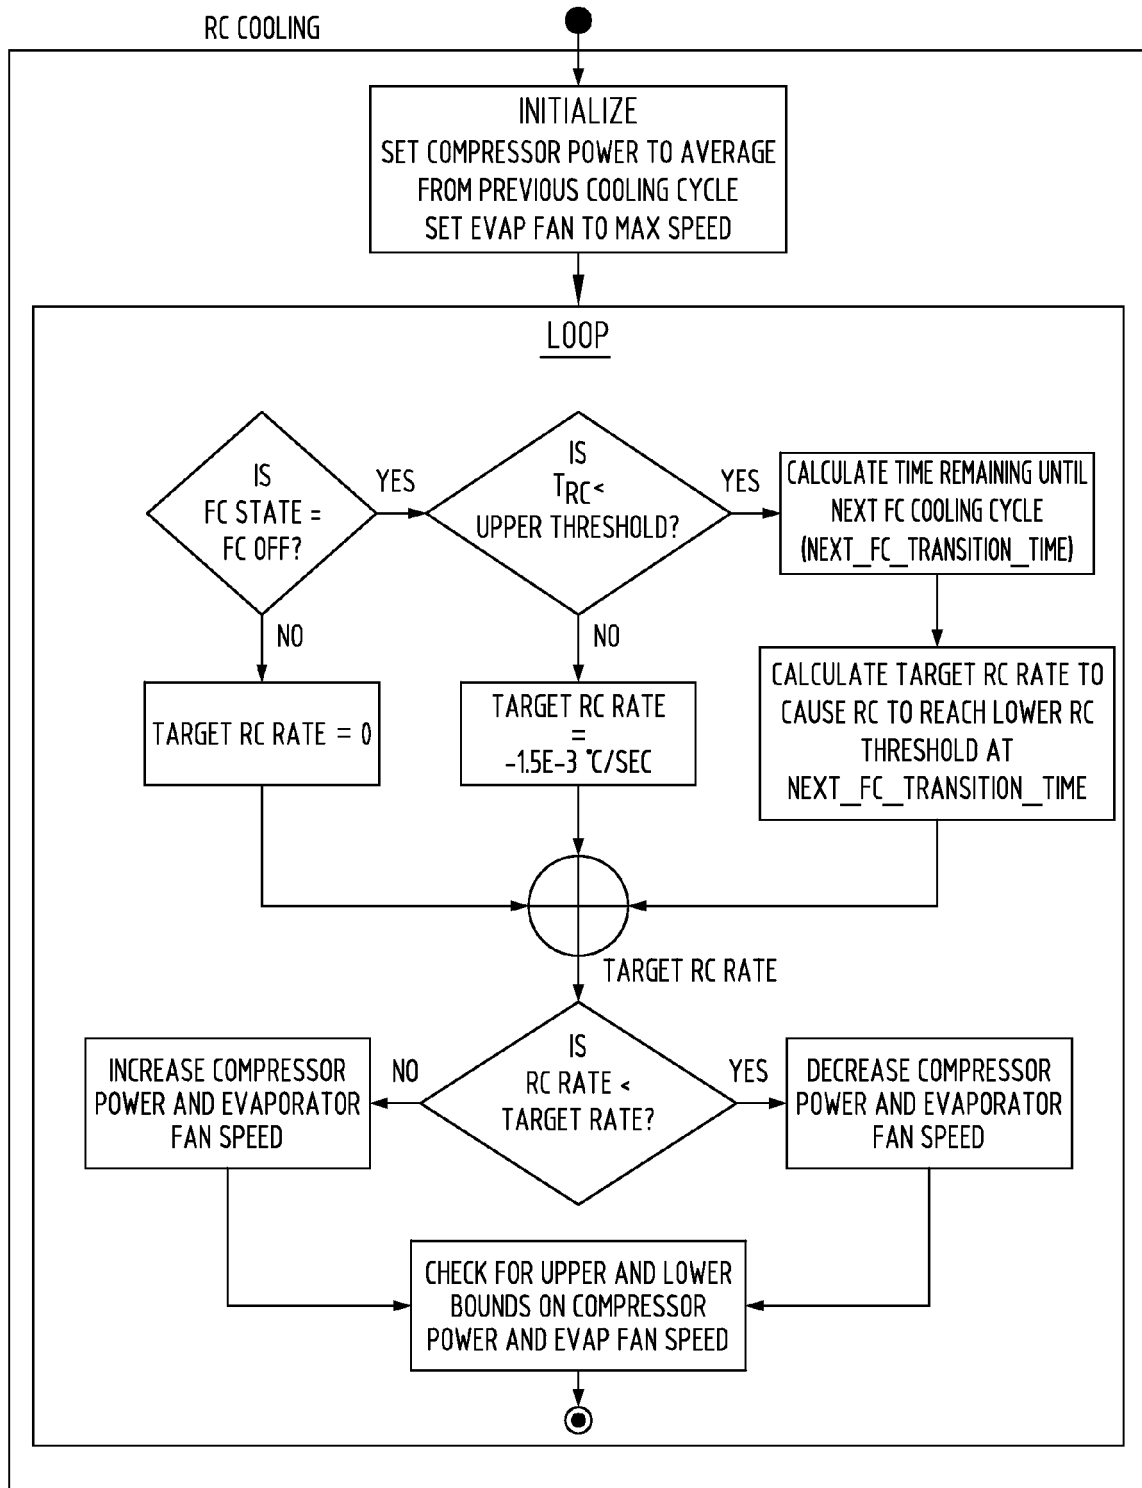 RC COOLING
INITIALIZE
SET COMPRESSOR POWER TO AVERAGE
FROM PREVIOUS COOLING CYCLE
SET EVAP FAN TO MAX SPEED
LOOP
IS
FC STATE =
FC OFF?
YES
NO
IS
TRC<
UPPER THRESHOLD?
YES
NO
CALCULATE TIME REMAINING UNTIL
NEXT FC COOLING CYCLE
(NEXT_FC_TRANSITION_TIME)
TARGET RC RATE = 0
TARGET RC RATE
=
-1.5E-3 °C/SEC
CALCULATE TARGET RC RATE TO
CAUSE RC TO REACH LOWER RC
THRESHOLD AT
NEXT_FC_TRANSITION_TIME
TARGET RC RATE
IS
RC RATE <
TARGET RATE?
NO
YES
INCREASE COMPRESSOR
POWER AND EVAPORATOR
FAN SPEED
DECREASE COMPRESSOR
POWER AND EVAPORATOR
FAN SPEED
CHECK FOR UPPER AND LOWER
BOUNDS ON COMPRESSOR
POWER AND EVAP FAN SPEED